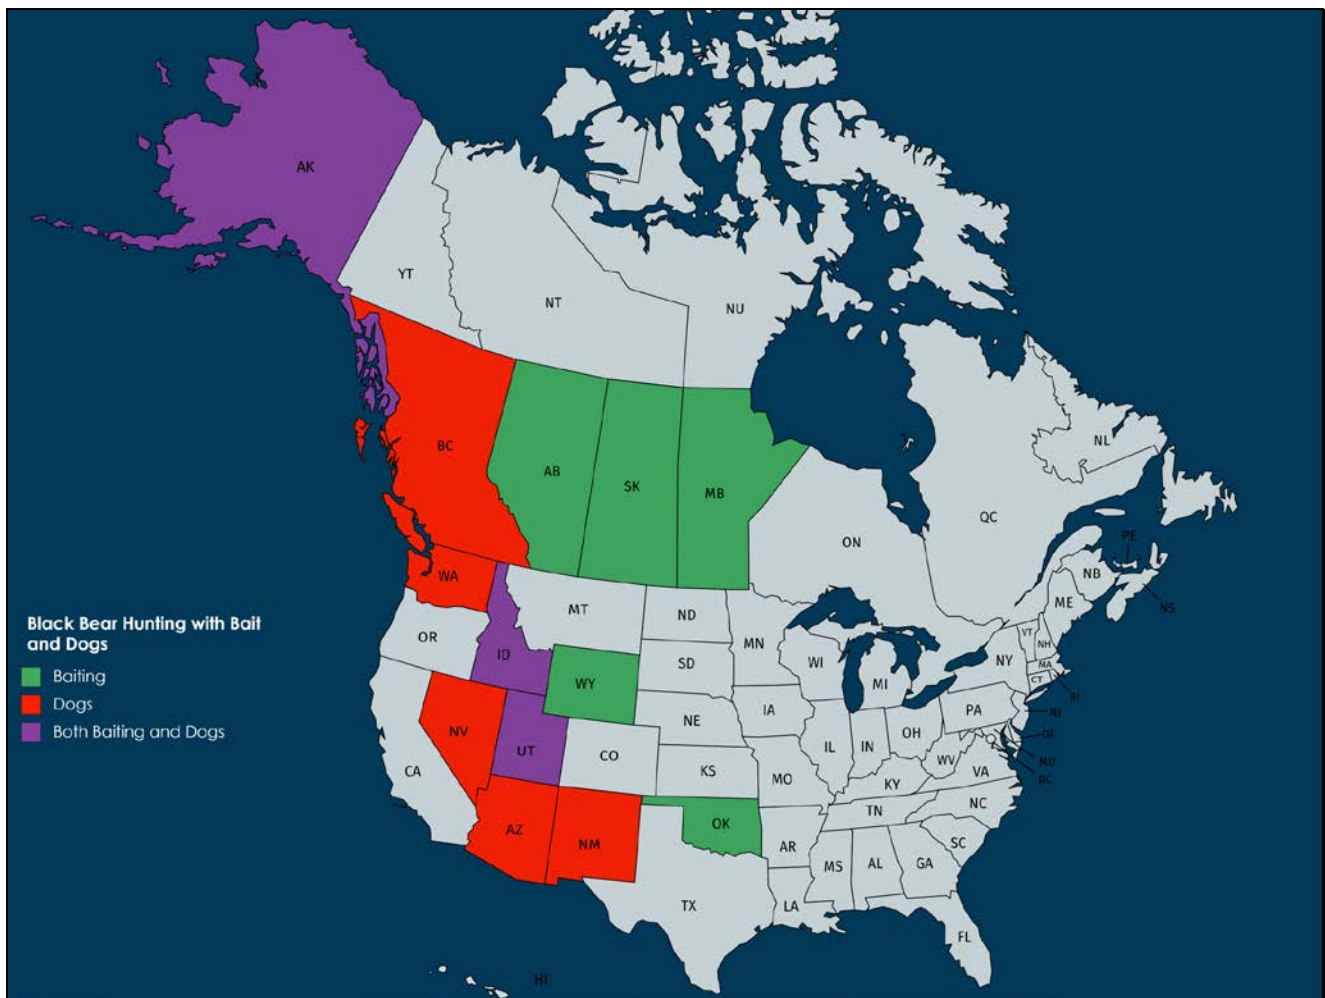 AK
YT
NT
NU
BC
AB
SK
MB
ON
QC
NL
PE
NB
NS
WA
MT
ND
MN
ME
OR
ID
SD
WI
MI
NY
VT
NH
MA
CT
RI
WY
NE
IA
PA
NJ
Black Bear Hunting with Bait
and Dogs
Baiting
Dogs
Both Baiting and Dogs
NV
UT
CO
KS
MO
IL
IN
OH
WV
VA
DE
MD
DC
CA
KY
AZ
NM
OK
AR
TN
NC
SC
MS
AL
GA
TX
LA
FL
HI